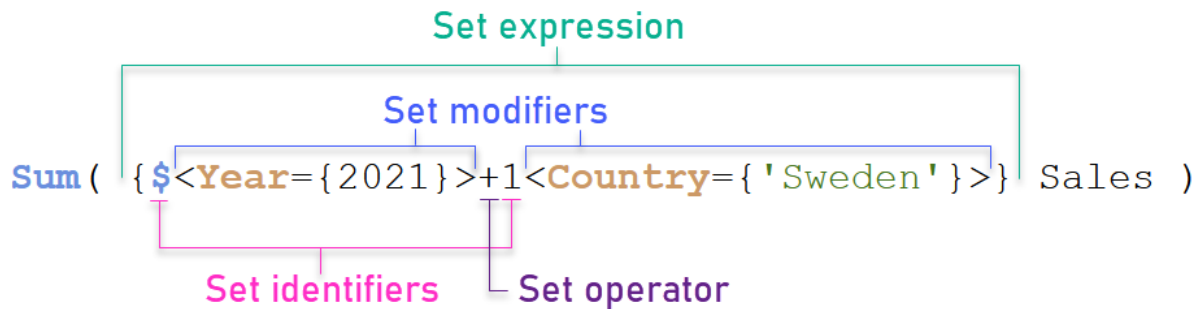 Set expression
Set modifiers
Sum( {$<Year={2021}>+1<Country={'Sweden'}>} Sales )
Set identifiers
Set operator